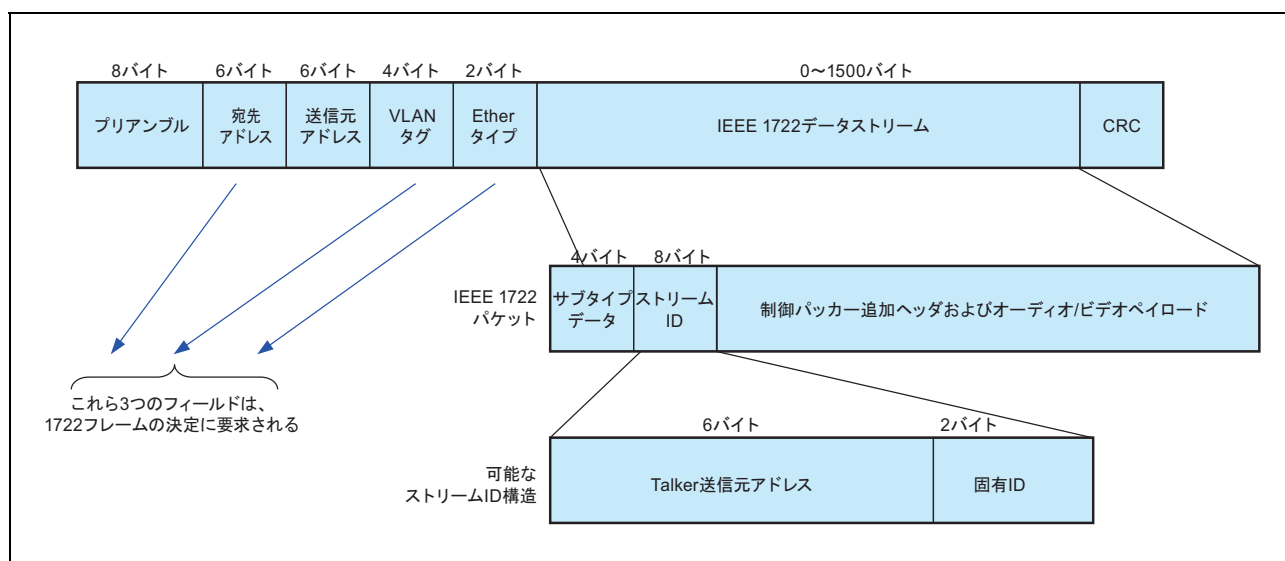 8バイト 6バイト 6バイト 4バイト 2バイト 0～1500バイト
プリアンブル
宛先
アドレス
送信元
アドレス
VLAN
タグ
Ether
タイプ
IEEE 1722データストリーム
CRC
4バイト 8バイト
IEEE 1722
パケット
サブタイプ
データ
ストリーム
ID
制御パッカー追加ヘッダおよびオーディオ/ビデオペイロード
これら3つのフィールドは、
1722フレームの決定に要求される
6バイト 2バイト
可能な
ストリームID構造
Talker送信元アドレス
固有ID